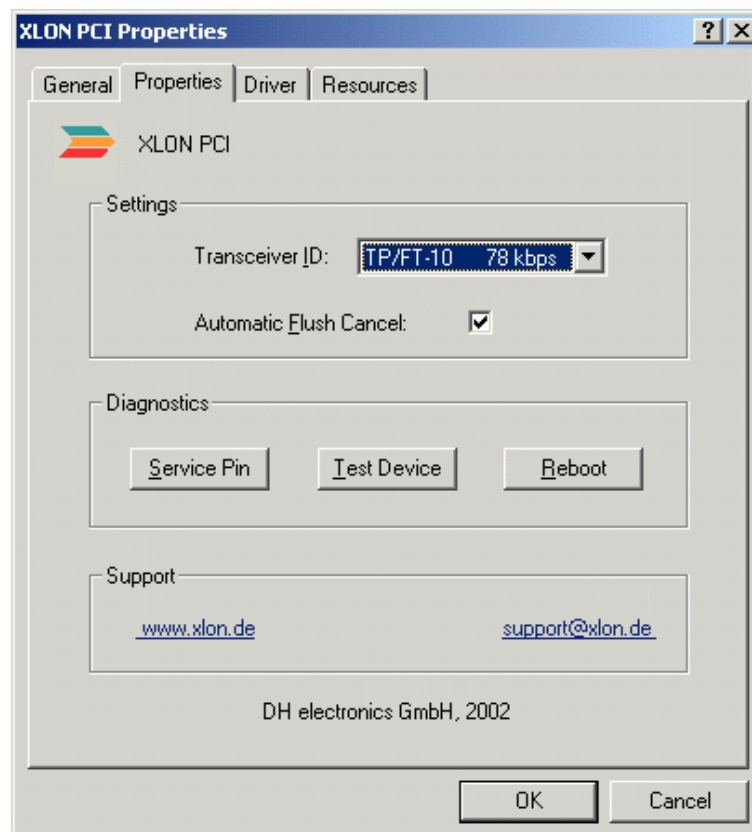 XLON PCI Properties
General Properties Driver Resources
XLON PCI
Settings
Transceiver ID: TP/FT-10 78 kbps
Automatic Flush Cancel:
Diagnostics
Service Pin Test Device Reboot
Support
www.xlon.de support@xlon.de
DH electronics GmbH, 2002
OK Cancel